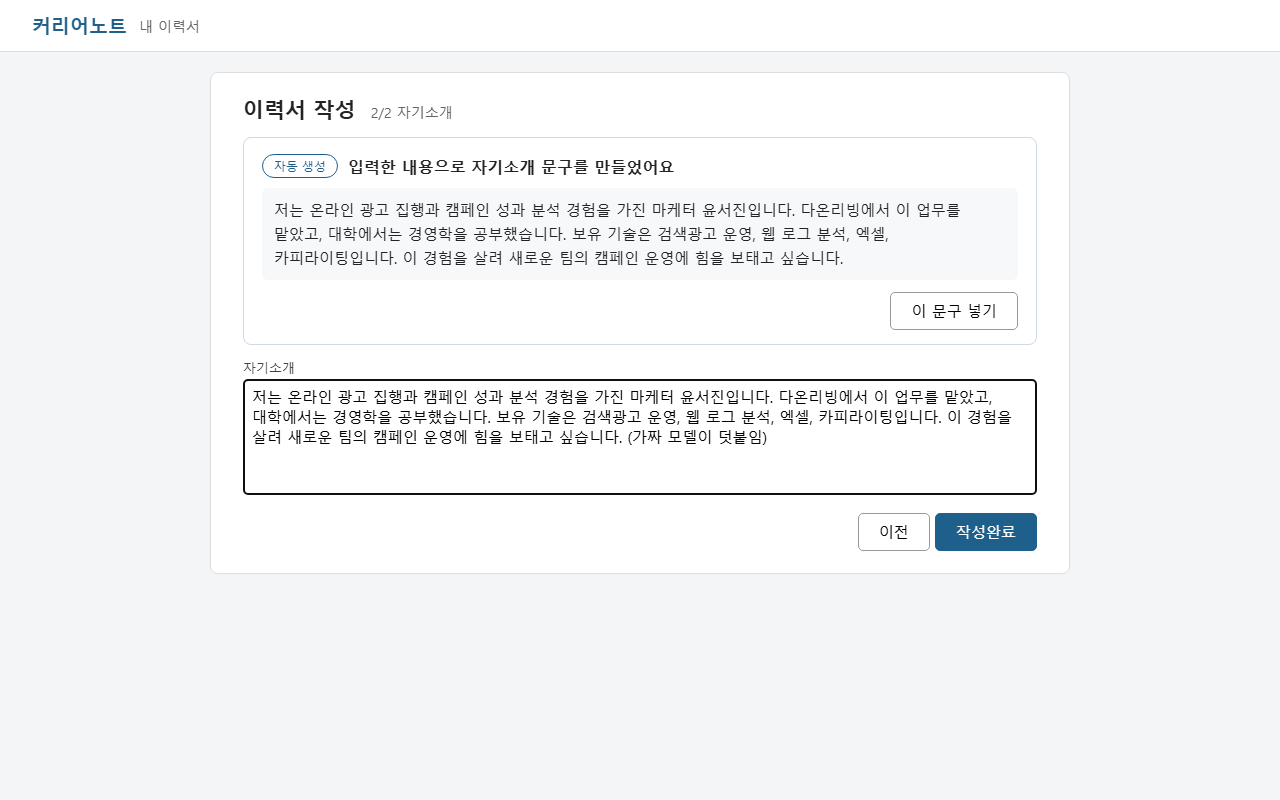 커리어노트 내 이력서
이력서 작성 2/2 자기소개
자동 생성 입력한 내용으로 자기소개 문구를 만들었어요
저는 온라인 광고 집행과 캠페인 성과 분석 경험을 가진 마케터 윤서진입니다. 다온리빙에서 이 업무를
맡았고, 대학에서는 경영학을 공부했습니다. 보유 기술은 검색광고 운영, 웹 로그 분석, 엑셀,
카피라이팅입니다. 이 경험을 살려 새로운 팀의 캠페인 운영에 힘을 보태고 싶습니다.
이 문구 넣기
자기소개
저는 온라인 광고 집행과 캠페인 성과 분석 경험을 가진 마케터 윤서진입니다. 다온리빙에서 이 업무를 맡았고,
대학에서는 경영학을 공부했습니다. 보유 기술은 검색광고 운영, 웹 로그 분석, 엑셀, 카피라이팅입니다. 이 경험을
살려 새로운 팀의 캠페인 운영에 힘을 보태고 싶습니다. (가짜 모델이 덧붙임)
이전 작성완료